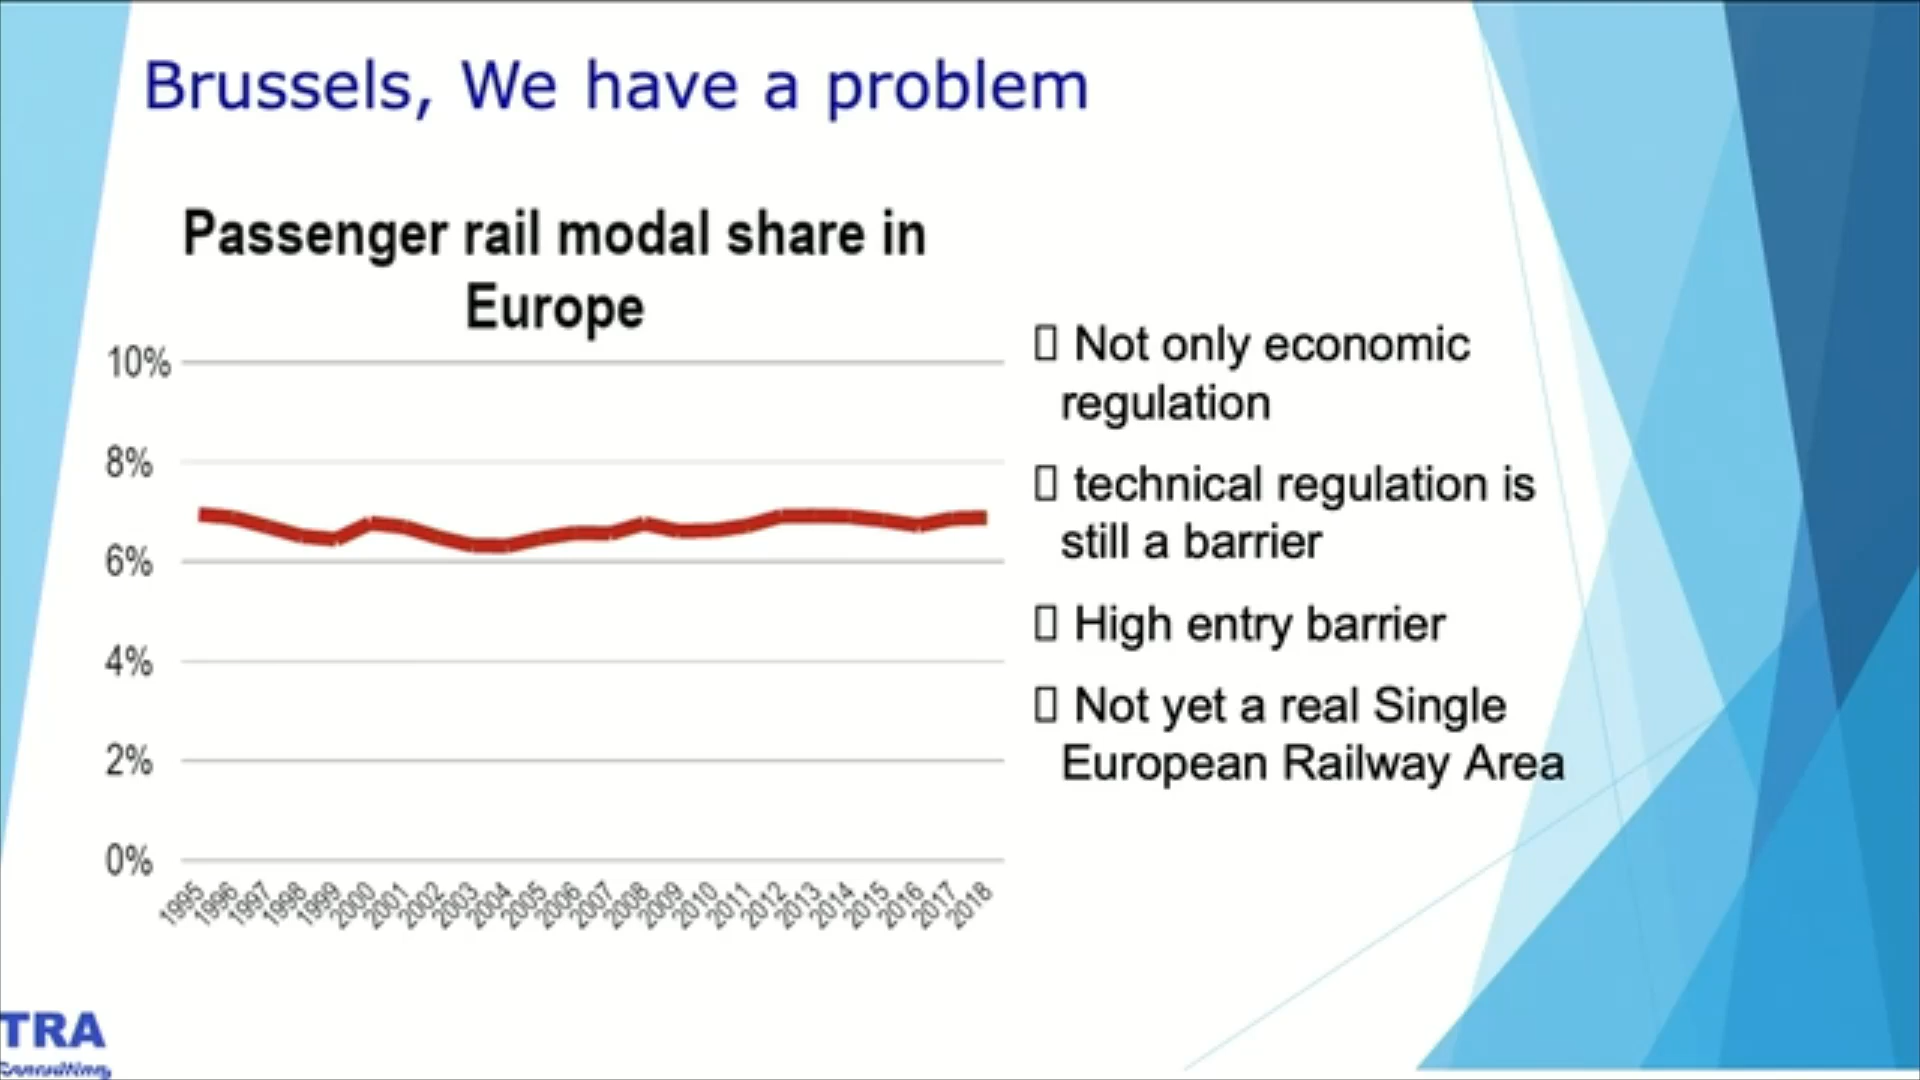 Brussels, We have a problem
Passenger rail modal share in
Europe
10%
8%
6%
4%
2%
0%
1995
1996
1997
1998
1999
2000
2001
2002
2003
2004
2005
2006
2007
2008
2009
2010
2011
2012
2013
2014
2015
2016
2017
2018
Not only economic
regulation
technical regulation is
still a barrier
High entry barrier
Not yet a real Single
European Railway Area
TRA
Consulting